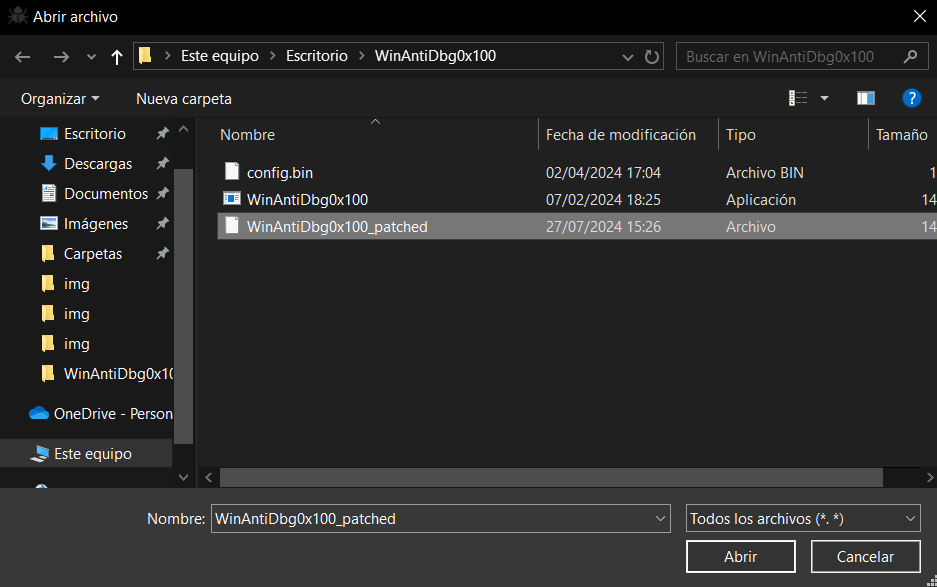 Abrir archivo
Este equipo > Escritorio > WinAntiDbg0x100
Buscar en WinAntiDbg0x100
Organizar Nueva carpeta ?
Nombre Fecha de modificación Tipo Tamaño
Escritorio
Descargas
Documentos
Imágenes
Carpetas
img
img
img
WinAntiDbg0x10
OneDrive - Person
Este equipo
config.bin 02/04/2024 17:04 Archivo BIN 1
WinAntiDbg0x100 07/02/2024 18:25 Aplicación 14
WinAntiDbg0x100_patched 27/07/2024 15:26 Archivo 14
Nombre: WinAntiDbg0x100_patched Todos los archivos (*. *)
Abrir Cancelar